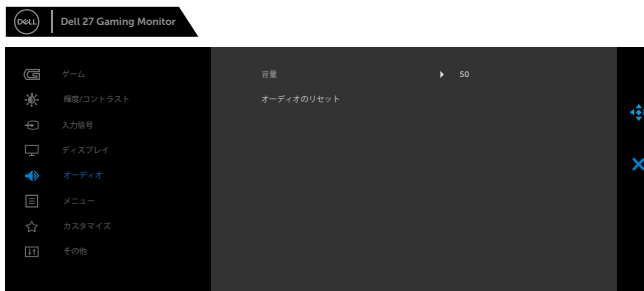 DELL
Dell 27 Gaming Monitor
ゲーム
輝度/コントラスト
入力信号
ディスプレイ
オーディオ
メニュー
カスタマイズ
その他
音量 50
オーディオのリセット